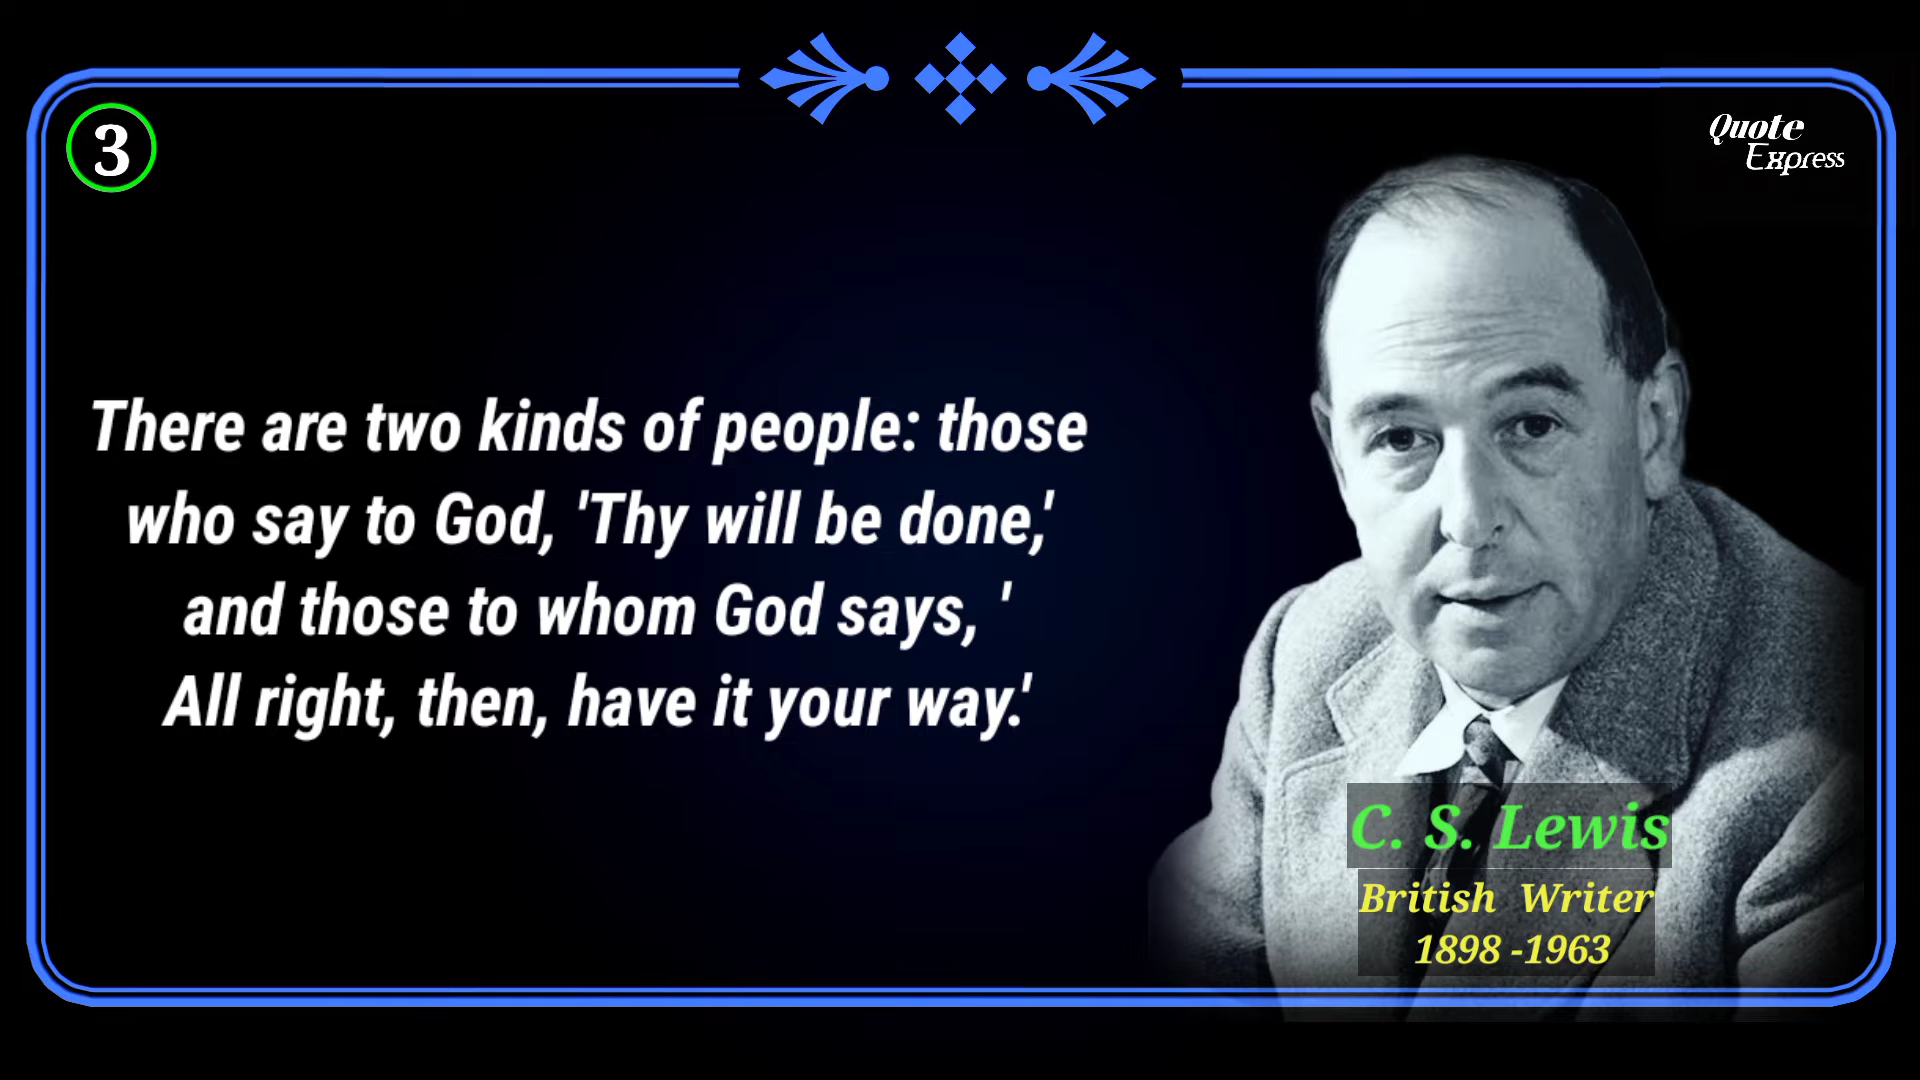 3
Quote
Express
There are two kinds of people: those
who say to God, 'Thy will be done,'
and those to whom God says, '
All right, then, have it your way.'
C. S. Lewis
British Writer
1898 -1963